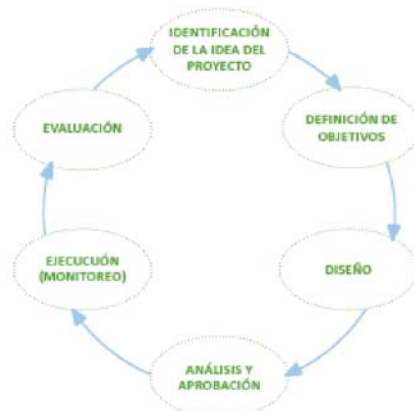 IDENTIFICACIÓN
DE LA IDEA DEL
PROYECTO
DEFINICIÓN DE
OBJETIVOS
DISEÑO
ANÁLISIS Y
APROBACIÓN
EJECUCUÓN
(MONITOREO)
EVALUACIÓN